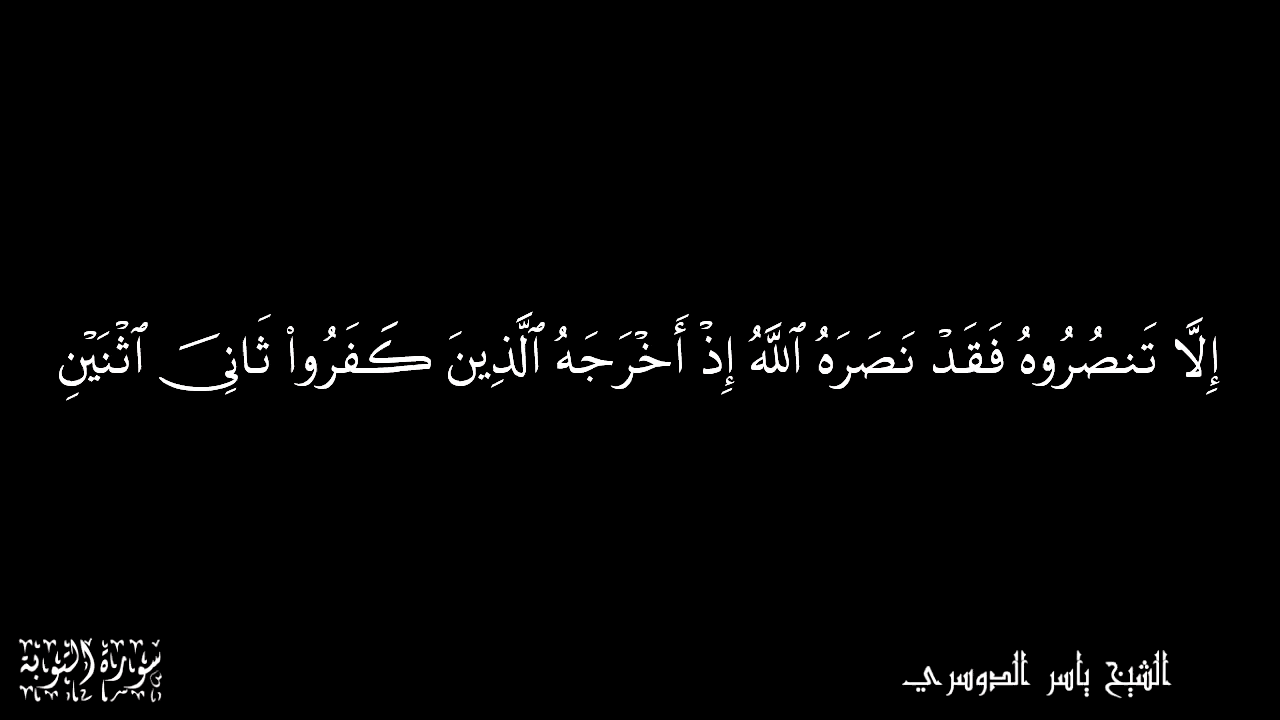 إِلَّا تَنصُرُوهُ فَقَدْ نَصَرَهُ ٱللَّهُ إِذْ أَخْرَجَهُ ٱلَّذِينَ كَفَرُوا۟ ثَانِىَ ٱثْنَيْنِ
الشيخ ياسر الدوسري
سورة التوبة